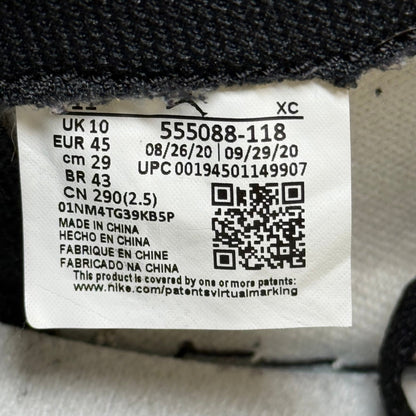 11 XC
UK 10 555088-118
EUR 45 08/26/20 | 09/29/20
cm 29 UPC 00194501149907
BR 43
CN 290(2.5)
01NM4TG39KB5P
MADE IN CHINA
HECHO EN CHINA
FABRIQUE EN CHINE
FABRICADO NA CHINA
This product is covered by one or more patents:
www.nike.com/patentsvirtualmarking